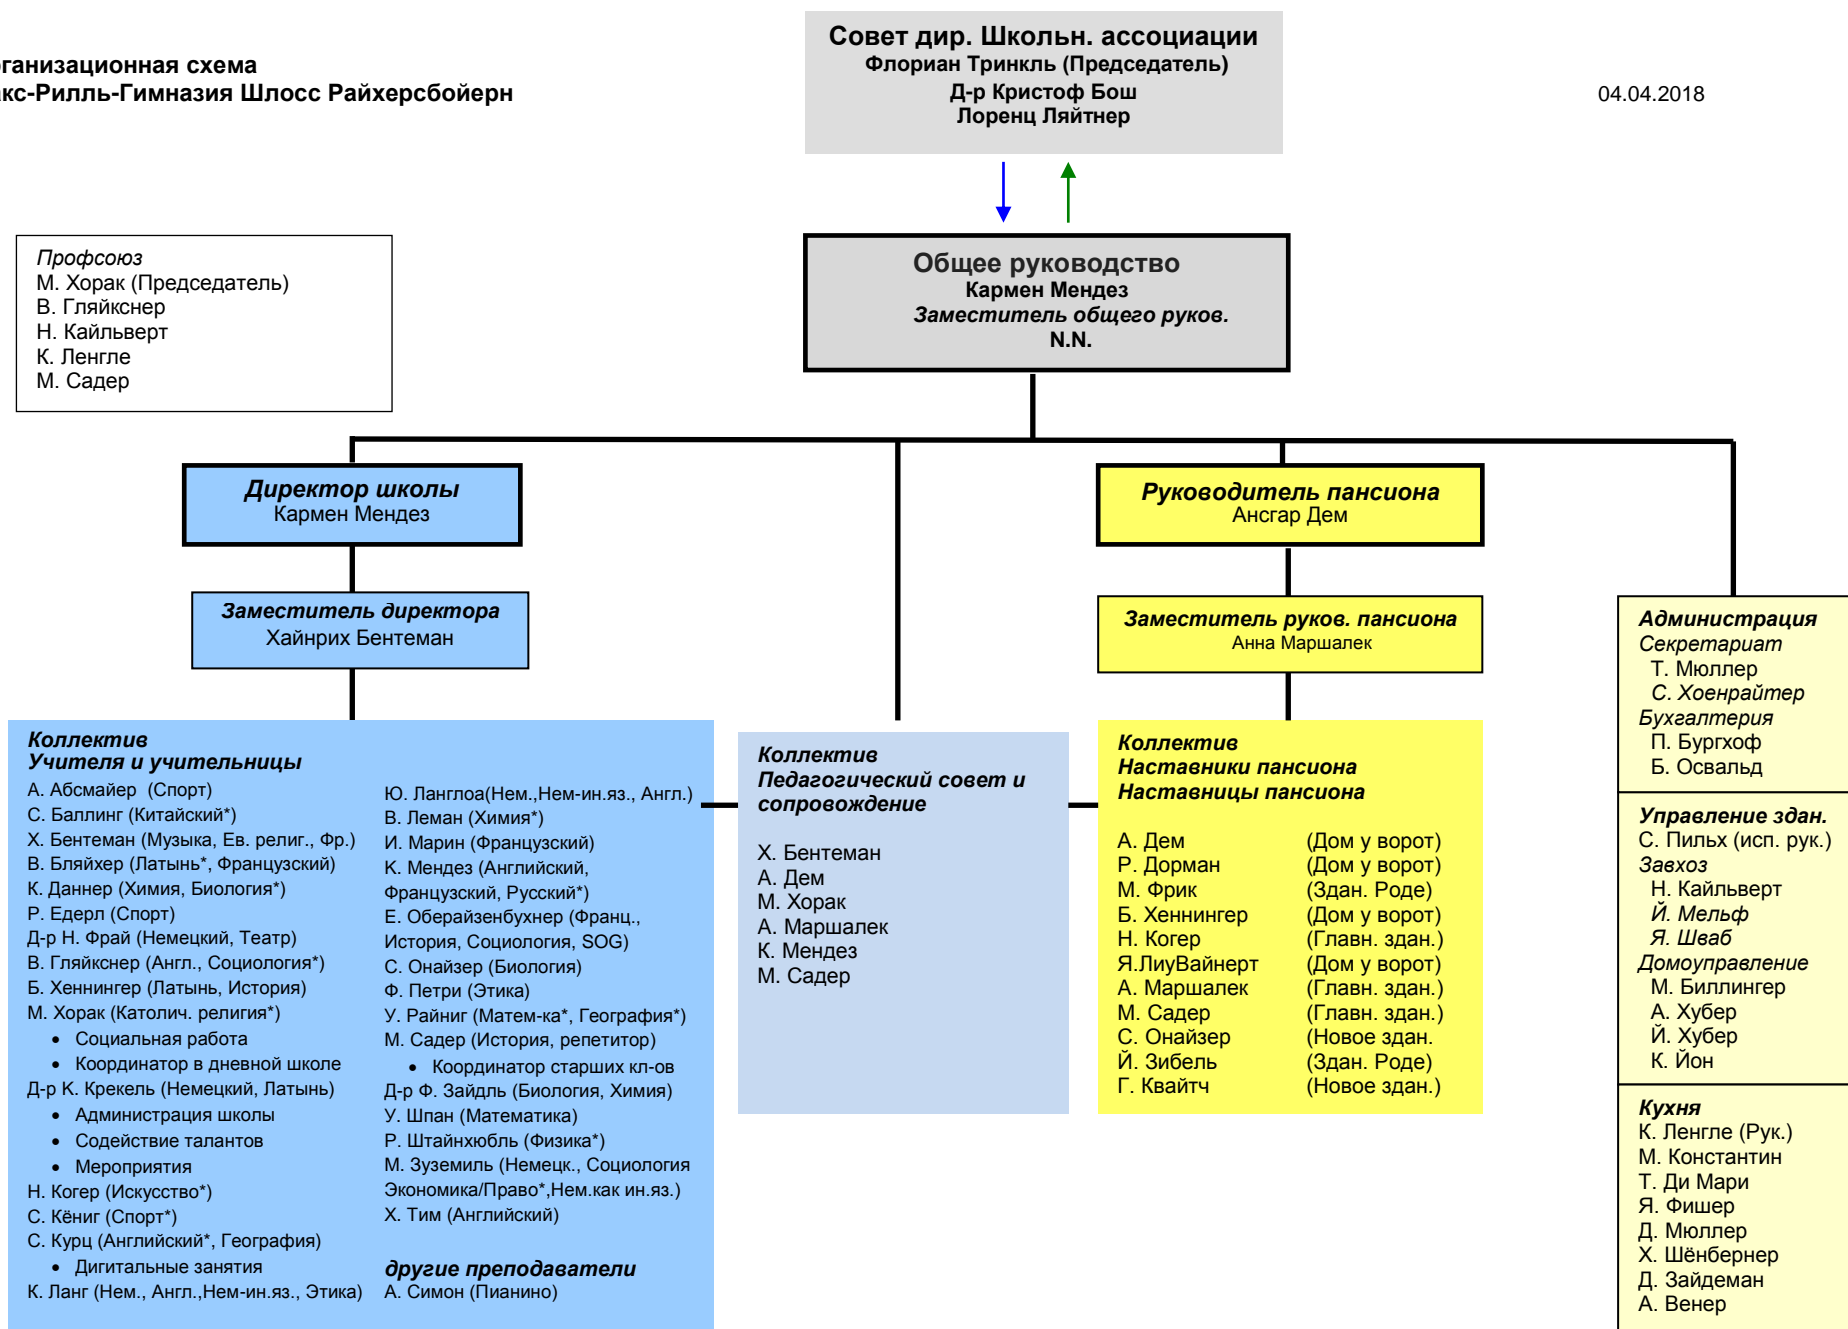 Совет дир. Школьн. ассоциации
Флориан Тринкль (Председатель)
Д-р Кристоф Бош
Лоренц Ляйтнер
рганизационная схема
акс-Рилль-Гимназия Шлосс Райхерсбойерн
04.04.2018
Профсоюз
М. Хорак (Председатель)
В. Гляйкснер
Н. Кайльверт
К. Ленгле
М. Садер
Общее руководство
Кармен Мендез
Заместитель общего руков.
N.N.
Директор школы
Кармен Мендез
Руководитель пансиона
Ансгар Дем
Заместитель директора
Хайнрих Бентеман
Заместитель руков. пансиона
Анна Маршалек
Коллектив
Учителя и учительницы
А. Абсмайер (Спорт)
С. Баллинг (Китайский*)
Х. Бентеман (Музыка, Ев. религ., Фр.)
В. Бляйхер (Латынь*, Французский)
К. Даннер (Химия, Биология*)
Р. Едерл (Спорт)
Д-р Н. Фрай (Немецкий, Театр)
В. Гляйкснер (Англ., Социология*)
Б. Хеннингер (Латынь, История)
М. Хорак (Католич. религия*)
• Социальная работа
• Координатор в дневной школе
Д-р К. Крекель (Немецкий, Латынь)
• Администрация школы
• Содействие талантов
• Мероприятия
Н. Когер (Искусство*)
С. Кёниг (Спорт*)
С. Курц (Английский*, География)
• Дигитальные занятия
К. Ланг (Нем., Англ.,Нем-ин.яз., Этика)
Ю. Ланглоа(Нем.,Нем-ин.яз., Англ.)
В. Леман (Химия*)
И. Марин (Французский)
К. Мендез (Английский,
Французский, Русский*)
Е. Оберайзенбухнер (Франц.,
История, Социология, SOG)
С. Онайзер (Биология)
Ф. Петри (Этика)
У. Райниг (Матем-ка*, География*)
М. Садер (История, репетитор)
• Координатор старших кл-ов
Д-р Ф. Зайдль (Биология, Химия)
У. Шпан (Математика)
Р. Штайнхюбль (Физика*)
М. Зуземиль (Немецк., Социология
Экономика/Право*,Нем.как ин.яз.)
Х. Тим (Английский)
другие преподаватели
А. Симон (Пианино)
Коллектив
Педагогический совет и
сопровождение
Х. Бентеман
А. Дем
М. Хорак
А. Маршалек
К. Мендез
М. Садер
Коллектив
Наставники пансиона
Наставницы пансиона
А. Дем (Дом у ворот)
Р. Дорман (Дом у ворот)
М. Фрик (Здан. Роде)
Б. Хеннингер (Дом у ворот)
Н. Когер (Главн. здан.)
Я.ЛиуВайнерт (Дом у ворот)
А. Маршалек (Главн. здан.)
М. Садер (Главн. здан.)
С. Онайзер (Новое здан.
Й. Зибель (Здан. Роде)
Г. Квайтч (Новое здан.)
Администрация
Секретариат
Т. Мюллер
С. Хоенрайтер
Бухгалтерия
П. Бургхоф
Б. Освальд
Управление здан.
С. Пильх (исп. рук.)
Завхоз
Н. Кайльверт
Й. Мельф
Я. Шваб
Домоуправление
М. Биллингер
А. Хубер
Й. Хубер
К. Йон
Кухня
К. Ленгле (Рук.)
М. Константин
Т. Ди Мари
Я. Фишер
Д. Мюллер
Х. Шёнбернер
Д. Зайдеман
А. Венер